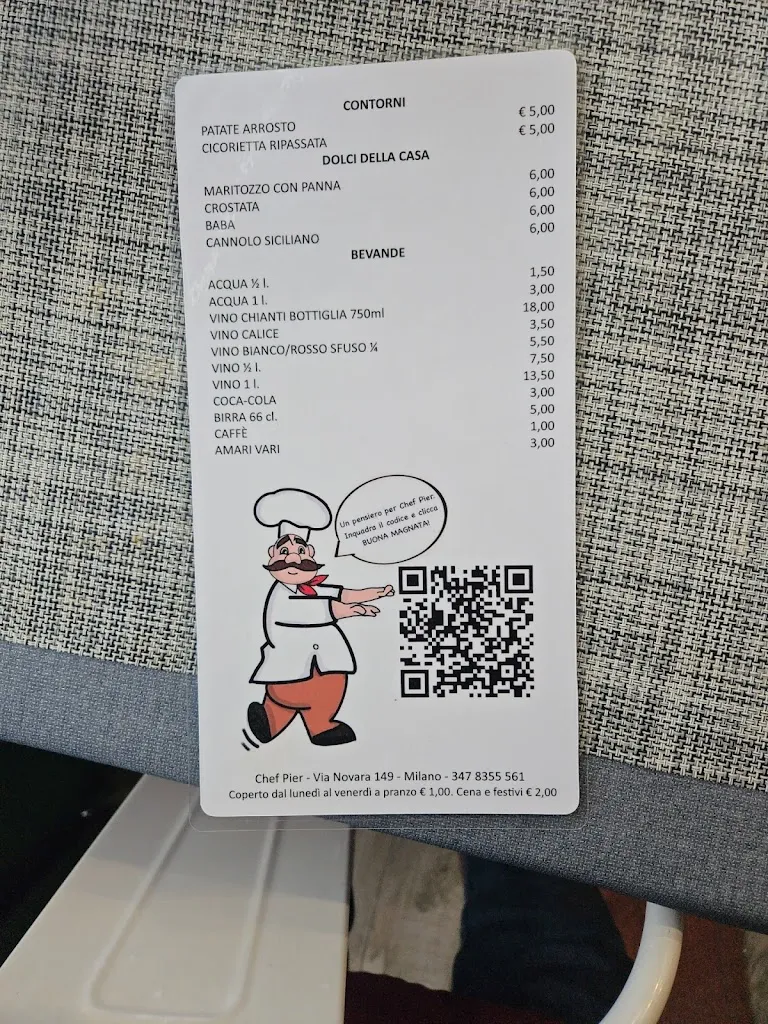 CONTORNI
PATATE ARROSTO € 5,00
CICORIETTA RIPASSATA € 5,00
DOLCI DELLA CASA
MARITOZZO CON PANNA 6,00
CROSTATA 6,00
BABA 6,00
CANNOLO SICILIANO 6,00
BEVANDE
ACQUA ½ l. 1,50
ACQUA 1 l. 3,00
VINO CHIANTI BOTTIGLIA 750ml 18,00
VINO CALICE 3,50
VINO BIANCO/ROSSO SFUSO ¼ 5,50
VINO ½ l. 7,50
VINO 1 l. 13,50
COCA-COLA 3,00
BIRRA 66 cl. 5,00
CAFFÈ 1,00
AMARI VARI 3,00
Un pensiero per Chef Pier.
Inquadra il codice e clicca
BUONA MAGNATA!
Chef Pier - Via Novara 149 - Milano - 347 8355 561
Coperto dal lunedì al venerdì a pranzo € 1,00. Cena e festivi € 2,00